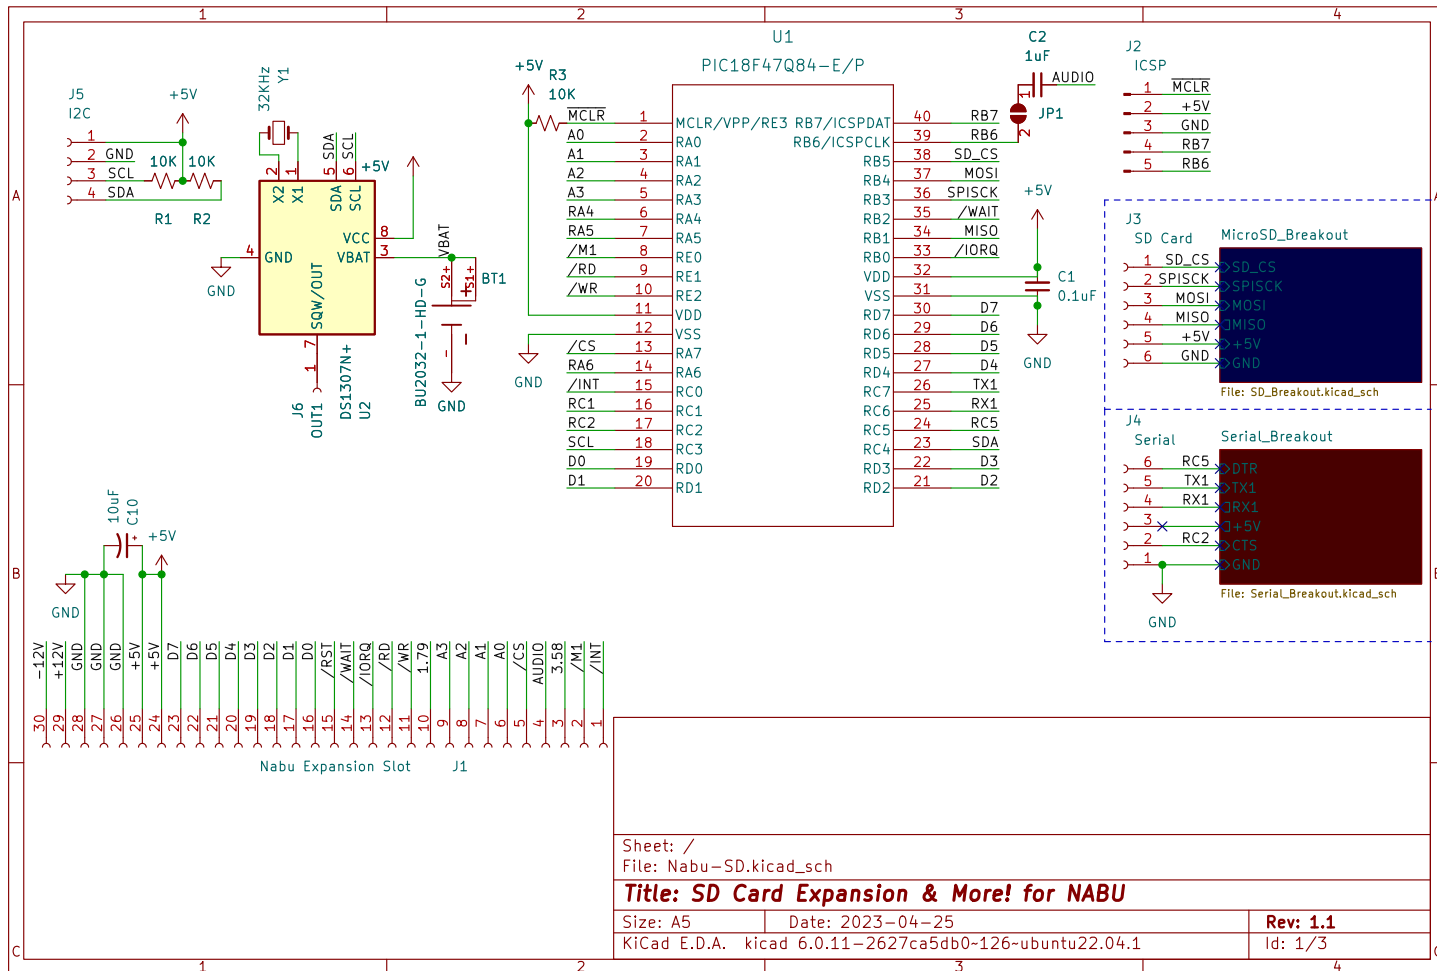 1 2 3 4
A
B
C
J5
I2C
+5V
1
2 GND
3 SCL
4 SDA
10K 10K
R1 R2
32KHz
Y1
2 1 5 6
SDA
SCL
+5V
X2 X1 SDA SCL
VCC 8
VBAT 3
4 GND
SQW/OUT
7
GND
1
J6
OUT1
DS1307N+
U2
VBAT
S2+
S1+
+
-
BT1
BU2032-1-HD-G
GND
+5V
R3
10K
GND
U1
PIC18F47Q84-E/P
MCLR 1 MCLR/VPP/RE3
A0 2 RA0
A1 3 RA1
A2 4 RA2
A3 5 RA3
RA4 6 RA4
RA5 7 RA5
/M1 8 RE0
/RD 9 RE1
/WR 10 RE2
11 VDD
12 VSS
/CS 13 RA7
RA6 14 RA6
/INT 15 RC0
RC1 16 RC1
RC2 17 RC2
SCL 18 RC3
D0 19 RD0
D1 20 RD1
RB7/ICSPDAT 40 RB7
RB6/ICSPCLK 39 RB6
RB5 38 SD_CS
RB4 37 MOSI
RB3 36 SPISCK
RB2 35 /WAIT
RB1 34 MISO
RB0 33 /IORQ
VDD 32
VSS 31
RD7 30 D7
RD6 29 D6
RD5 28 D5
RD4 27 D4
RC7 26 TX1
RC6 25 RX1
RC5 24 RC5
RC4 23 SDA
RD3 22 D3
RD2 21 D2
C2
1uF
AUDIO
1
JP1
2
+5V
C1
0.1uF
GND
J2
ICSP
1 MCLR
2 +5V
3 GND
4 RB7
5 RB6
J3
SD Card
MicroSD_Breakout
1 SD_CS SD_CS
2 SPISCK SPISCK
3 MOSI MOSI
4 MISO MISO
5 +5V +5V
6 GND GND
File: SD_Breakout.kicad_sch
J4
Serial
Serial_Breakout
6 RC5 DTR
5 TX1 TX1
4 RX1 RX1
3 +5V
2 RC2 CTS
1 GND
File: Serial_Breakout.kicad_sch
GND
10uF
C10
+
+5V
GND
-12V +12V GND GND GND +5V +5V D7 D6 D5 D4 D3 D2 D1 D0 /RST /WAIT /IORQ /RD /WR 1.79 A3 A2 A1 A0 /CS AUDIO 3.58 /M1 /INT
30 29 28 27 26 25 24 23 22 21 20 19 18 17 16 15 14 13 12 11 10 9 8 7 6 5 4 3 2 1
Nabu Expansion Slot J1
Sheet: /
File: Nabu-SD.kicad_sch
Title: SD Card Expansion & More! for NABU
Size: A5 Date: 2023-04-25 Rev: 1.1
KiCad E.D.A. kicad 6.0.11-2627ca5db0~126~ubuntu22.04.1 Id: 1/3
1 2 3 4